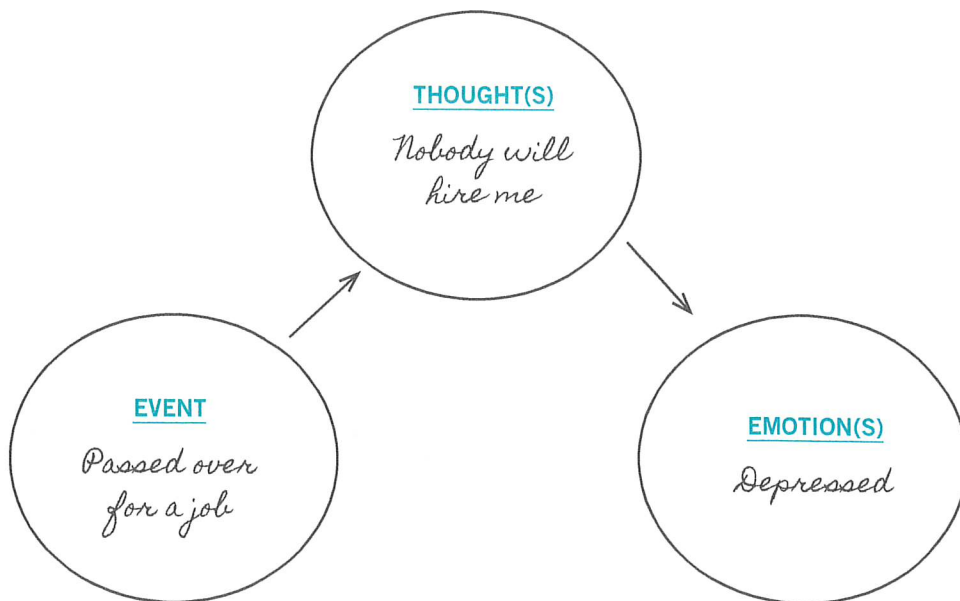 THOUGHT(S)
Nobody will
hire me
EVENT
Passed over
for a job
EMOTION(S)
Depressed